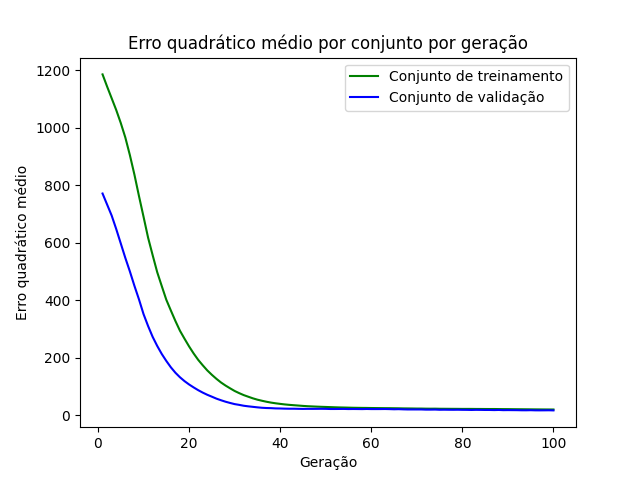 Erro quadrático médio por conjunto por geração
Conjunto de treinamento
Conjunto de validação
1200
1000
800
600
400
200
0
Erro quadrático médio
0 20 40 60 80 100
Geração